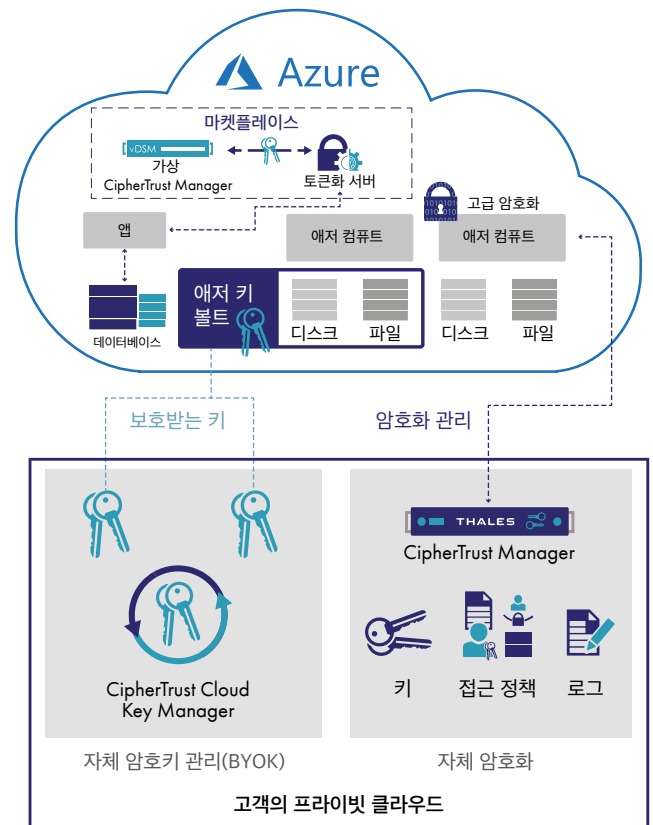 Azure
마켓플레이스
vDSM
가상
CipherTrust Manager
토큰화 서버
고급 암호화
앱
애저 컴퓨트
애저 컴퓨트
데이터베이스
애저 키
볼트
디스크
파일
디스크
파일
보호받는 키
암호화 관리
THALES
CipherTrust Manager
CipherTrust Cloud
Key Manager
키
접근 정책
로그
자체 암호키 관리(BYOK)
자체 암호화
고객의 프라이빗 클라우드